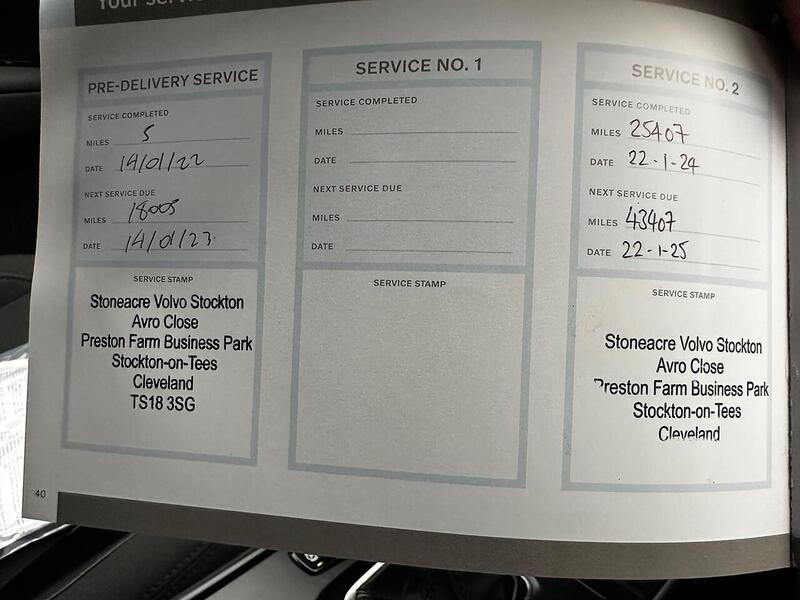 Your serv
PRE-DELIVERY SERVICE
SERVICE COMPLETED
MILES 5
DATE 14/01/22
NEXT SERVICE DUE
MILES 18005
DATE 14/01/23
SERVICE STAMP
Stoneacre Volvo Stockton
Avro Close
Preston Farm Business Park
Stockton-on-Tees
Cleveland
TS18 3SG
SERVICE NO. 1
SERVICE COMPLETED
MILES
DATE
NEXT SERVICE DUE
MILES
DATE
SERVICE STAMP
SERVICE NO. 2
SERVICE COMPLETED
MILES 25407
DATE 22-1-24
NEXT SERVICE DUE
MILES 43407
DATE 22-1-25
SERVICE STAMP
Stoneacre Volvo Stockton
Avro Close
Preston Farm Business Park
Stockton-on-Tees
Cleveland
40